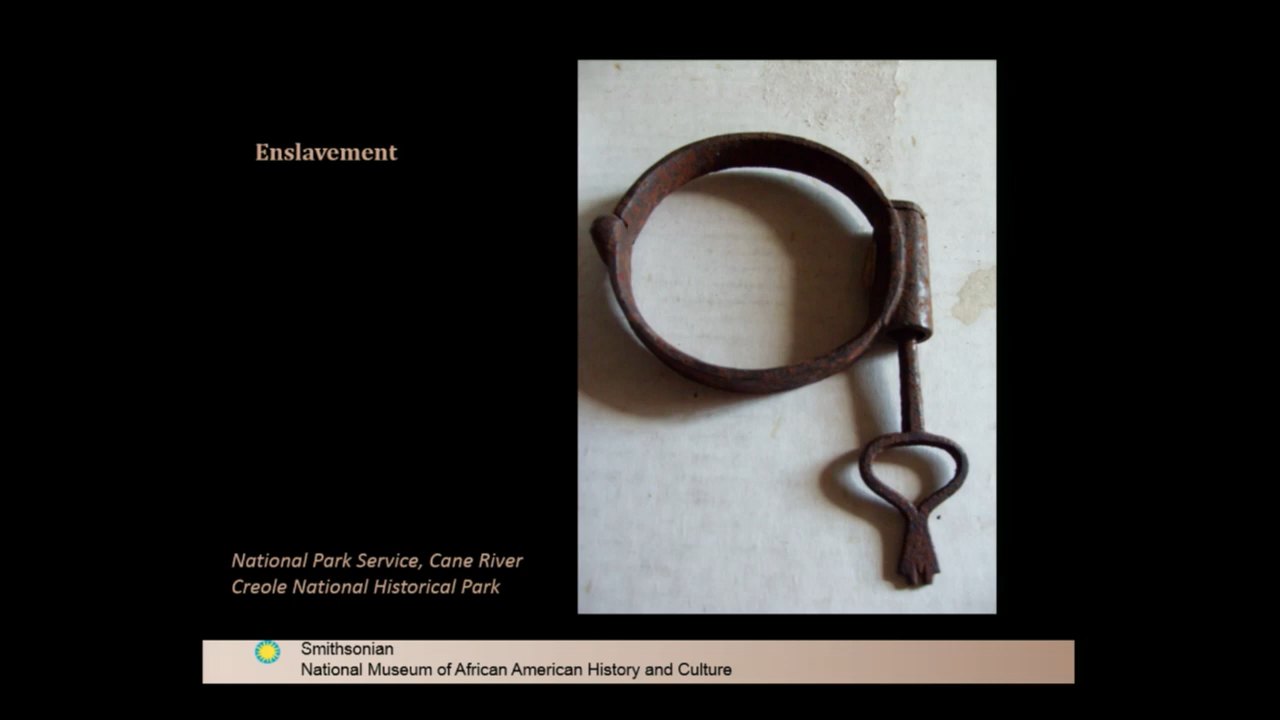 Enslavement
National Park Service, Cane River
Creole National Historical Park
Smithsonian
National Museum of African American History and Culture